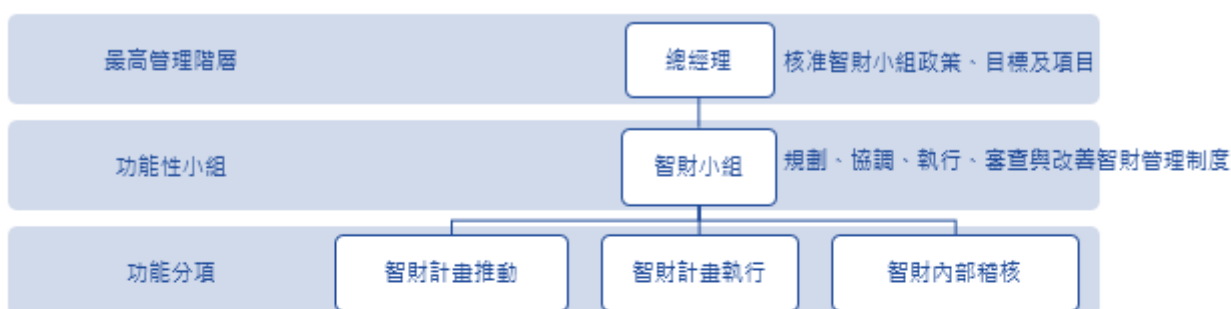 最高管理階層
總經理
核准智財小組政策、目標及項目
功能性小組
智財小組
規劃、協調、執行、審查與改善智財管理制度
功能分項
智財計畫推動
智財計畫執行
智財內部稽核